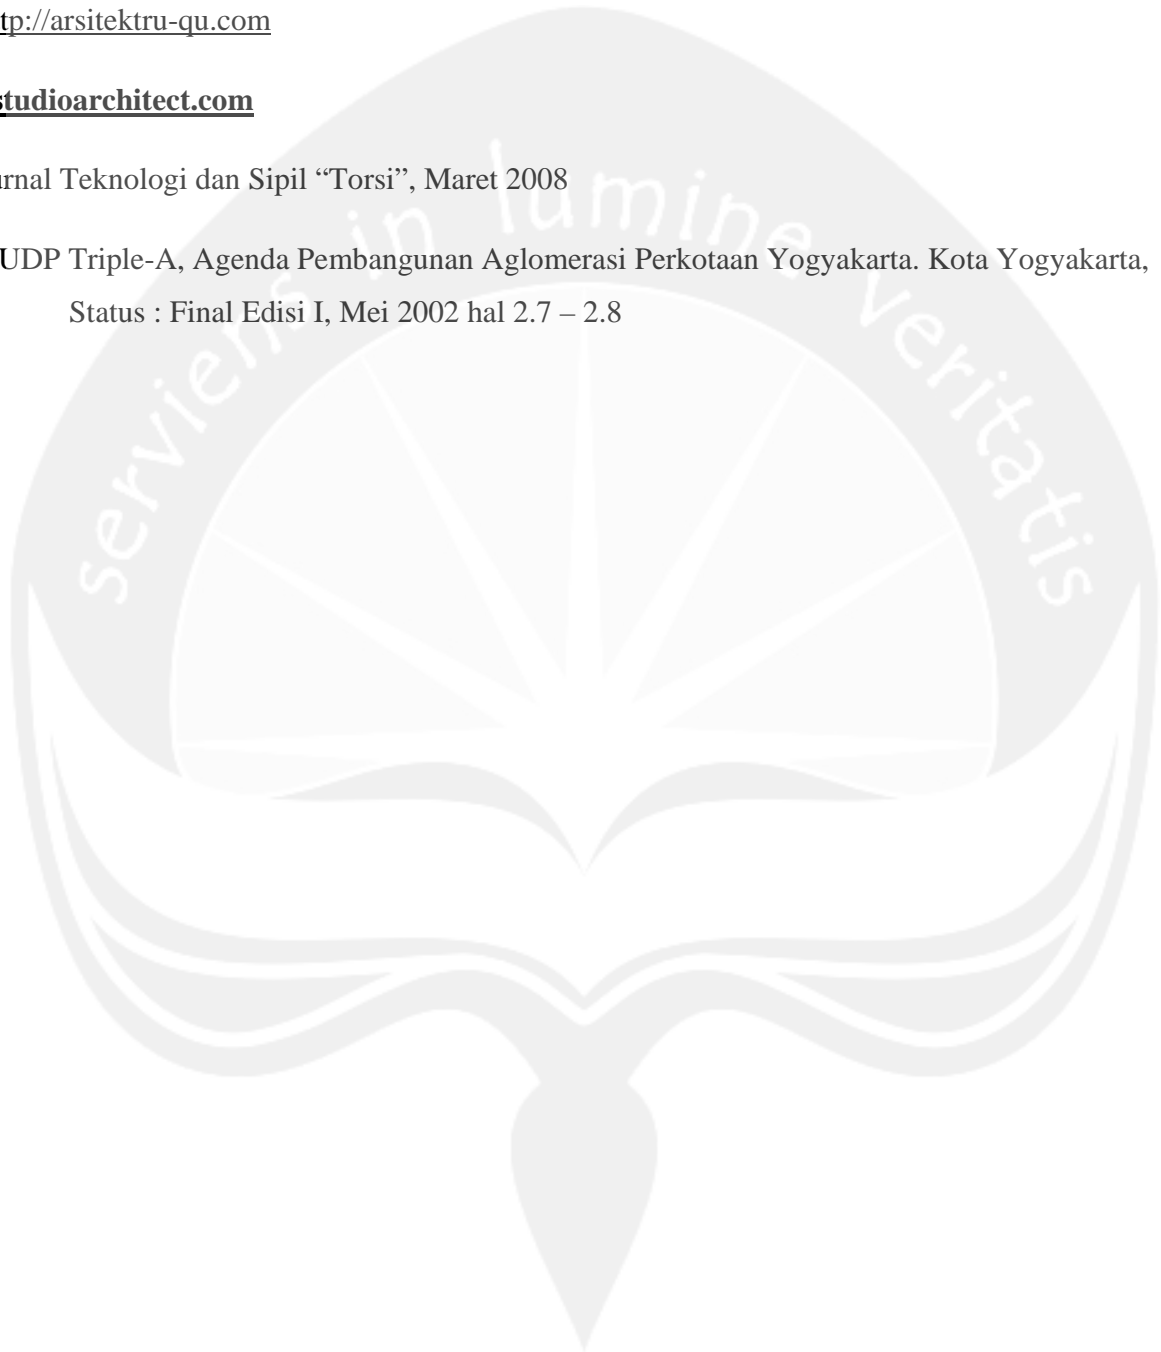 tp://arsitektru-qu.com
studioarchitect.com
urnal Teknologi dan Sipil “Torsi”, Maret 2008
UDP Triple-A, Agenda Pembangunan Aglomerasi Perkotaan Yogyakarta. Kota Yogyakarta,
Status : Final Edisi I, Mei 2002 hal 2.7 – 2.8
serviens in lumine veritatis